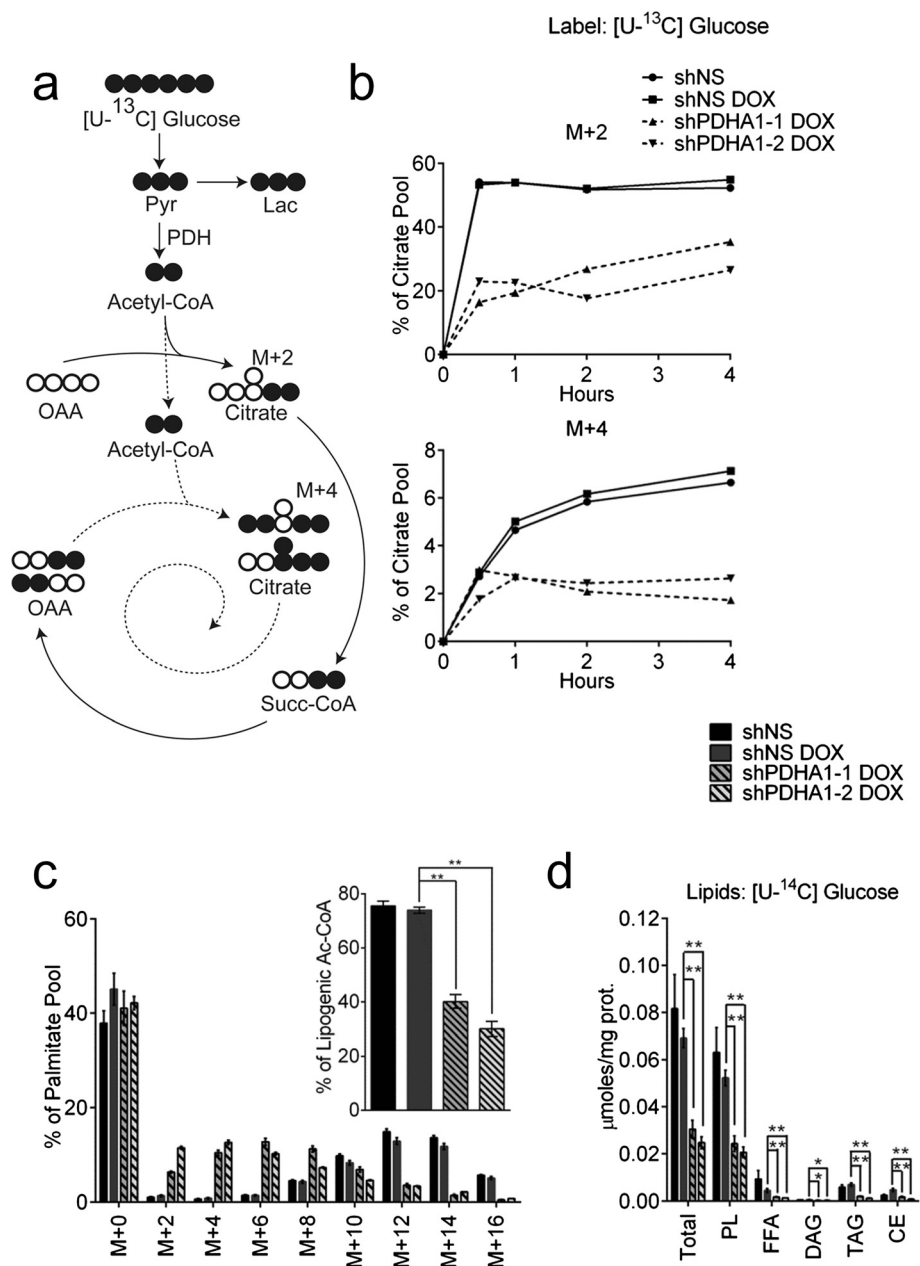 Label: [U-¹³C] Glucose
a
[U-¹³C] Glucose
Pyr
Lac
PDH
Acetyl-CoA
M+2
OAA
Citrate
Acetyl-CoA
M+4
OAA
Citrate
Succ-CoA
b
shNS
shNS DOX
shPDHA1-1 DOX
shPDHA1-2 DOX
M+2
% of Citrate Pool
60
40
20
0
0 1 2 3 4
Hours
M+4
% of Citrate Pool
8
6
4
2
0
0 1 2 3 4
Hours
shNS
shNS DOX
shPDHA1-1 DOX
shPDHA1-2 DOX
c
% of Palmitate Pool
60
40
20
0
M+0 M+2 M+4 M+6 M+8 M+10 M+12 M+14 M+16
% of Lipogenic Ac-CoA
80
60
40
20
0
**
**
d
Lipids: [U-¹⁴C] Glucose
µmoles/mg prot.
0.12
0.10
0.08
0.06
0.04
0.02
0.00
**
**
**
**
**
**
*
*
**
**
**
**
Total PL FFA DAG TAG CE